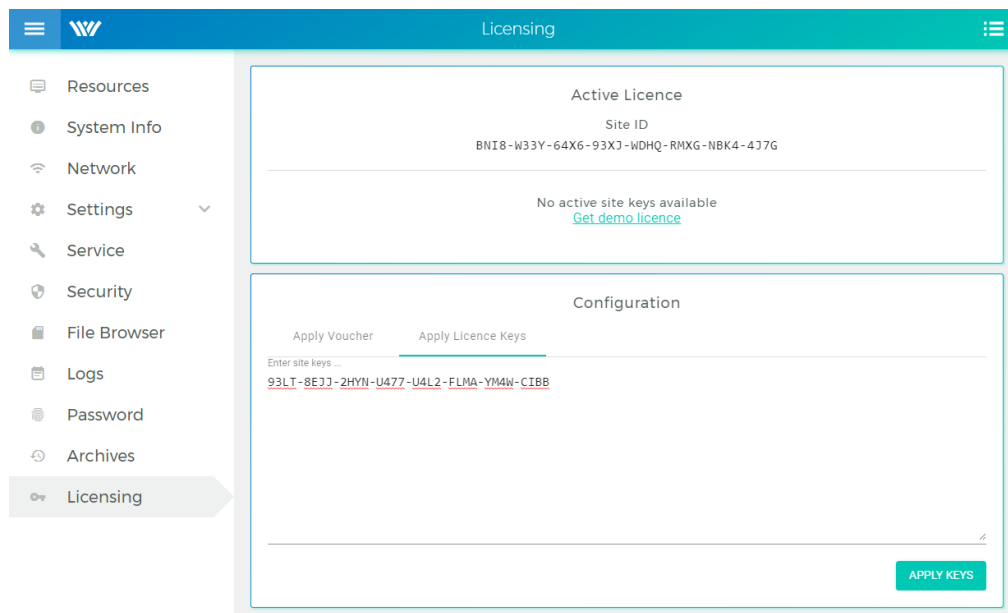 Licensing
Resources
System Info
Network
Settings
Service
Security
File Browser
Logs
Password
Archives
Licensing
Active Licence
Site ID
BNI8-W33Y-64X6-93XJ-WDHQ-RMXG-NBK4-4J7G
No active site keys available
Get demo licence
Configuration
Apply Voucher Apply Licence Keys
Enter site keys ...
93LT-8EJJ-2HYN-U477-U4L2-FLMA-YM4W-CIBB
APPLY KEYS